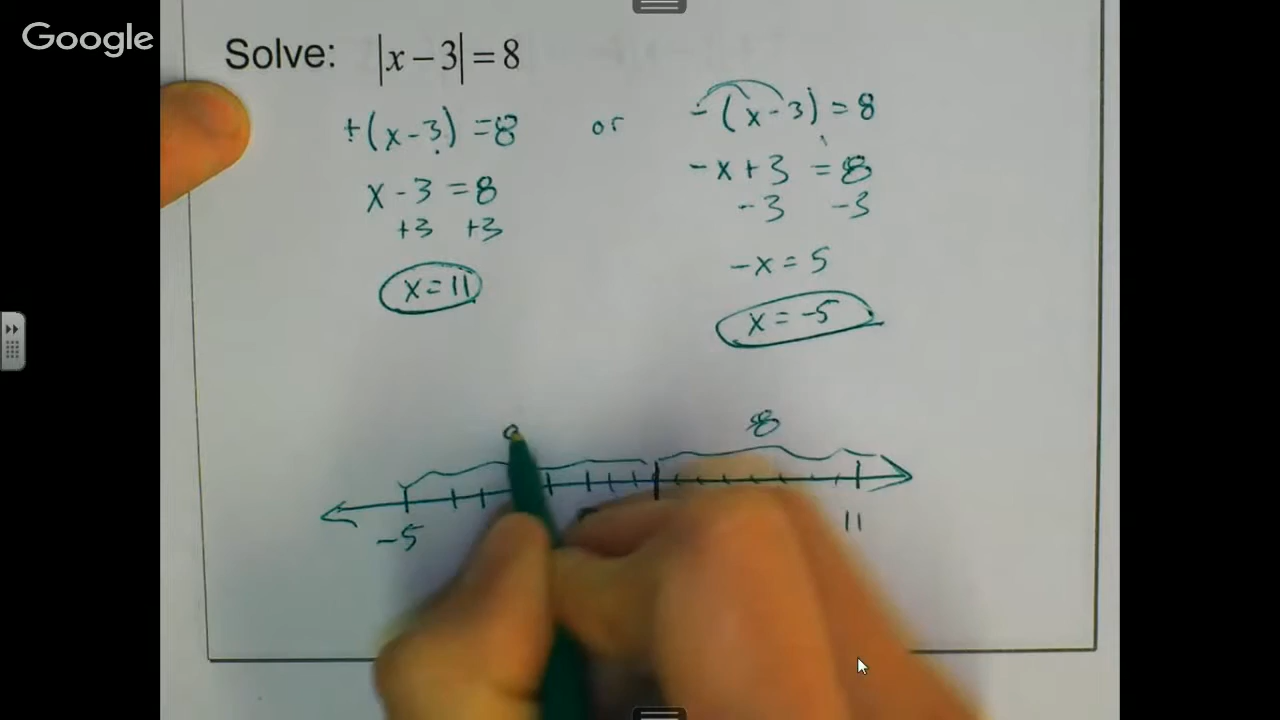 Google
Solve: |x − 3| = 8
+(x - 3) = 8 or -(x - 3) = 8
x - 3 = 8 -x + 3 = 8
+3 +3 -3 -3
x = 11 -x = 5
x = -5
8
-5 11